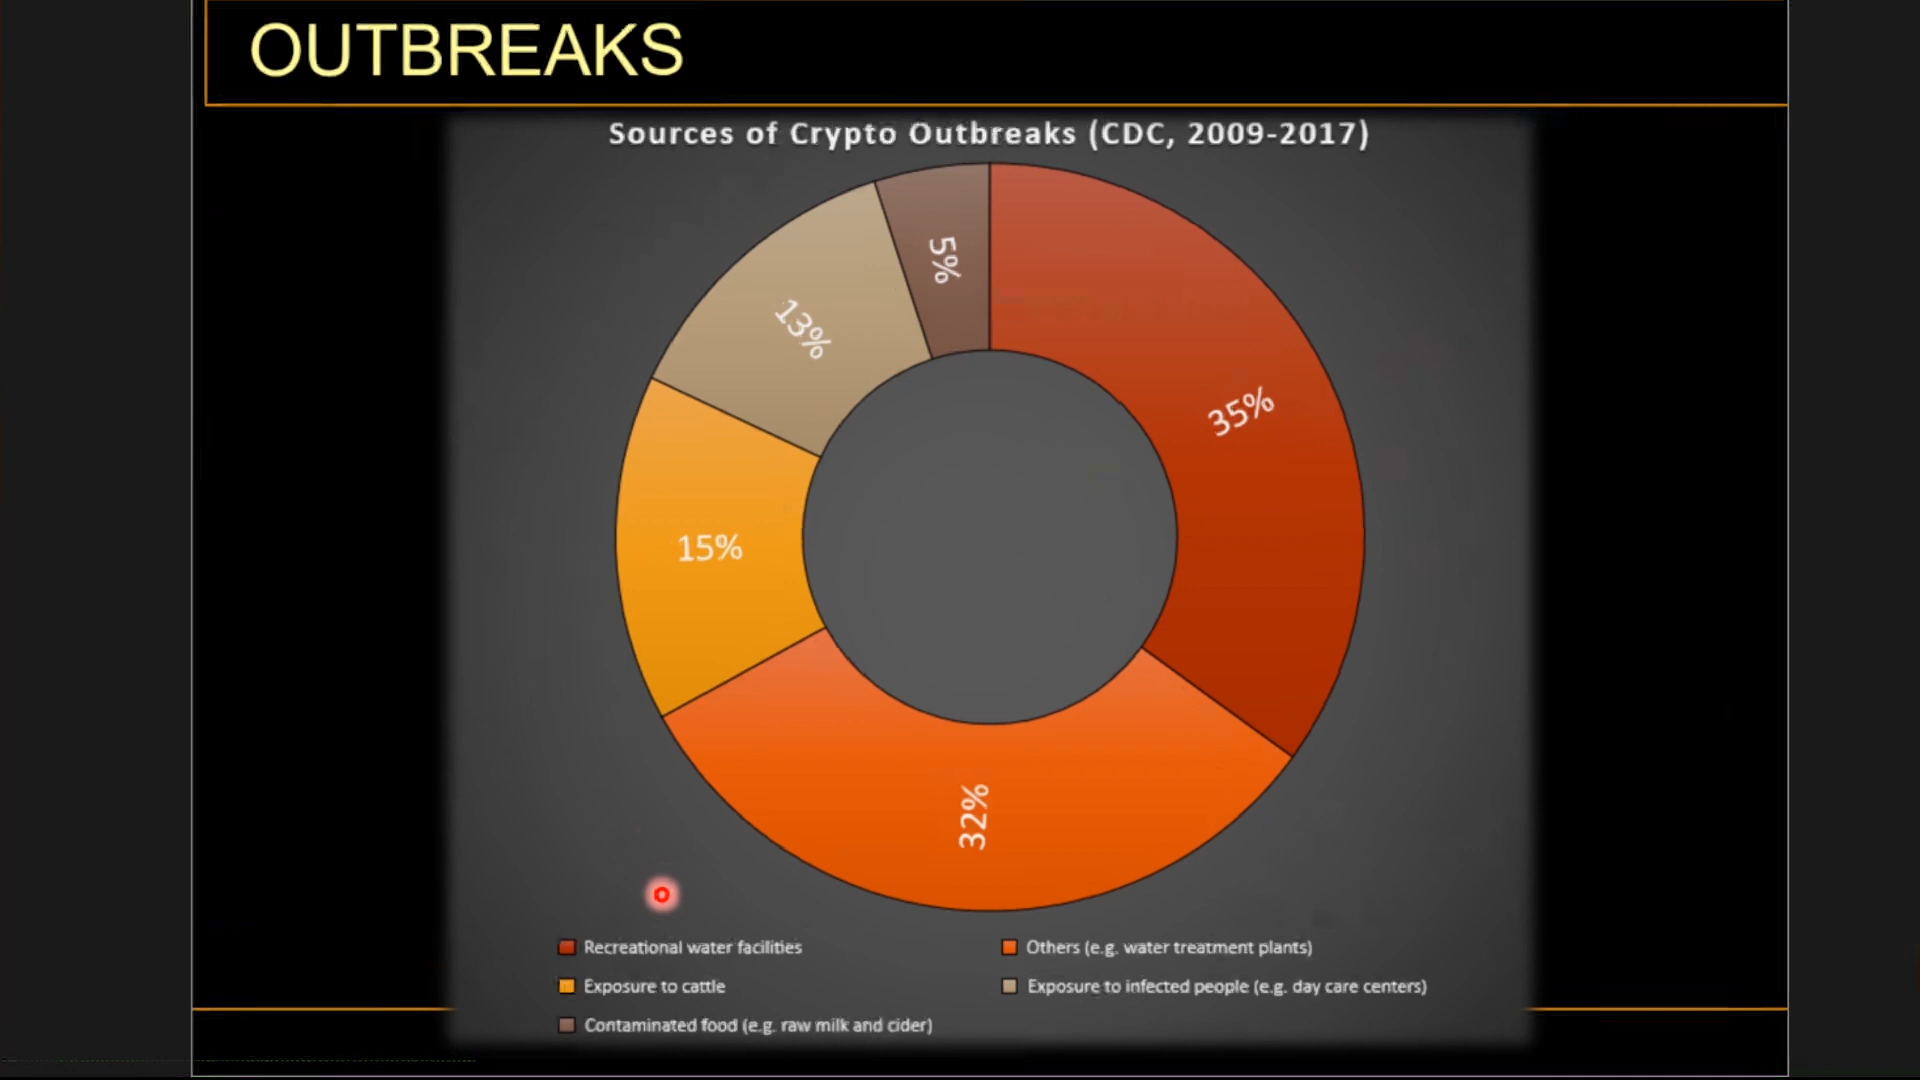 OUTBREAKS
Sources of Crypto Outbreaks (CDC, 2009-2017)
5%
13%
35%
15%
32%
Recreational water facilities
Others (e.g. water treatment plants)
Exposure to cattle
Exposure to infected people (e.g. day care centers)
Contaminated food (e.g. raw milk and cider)